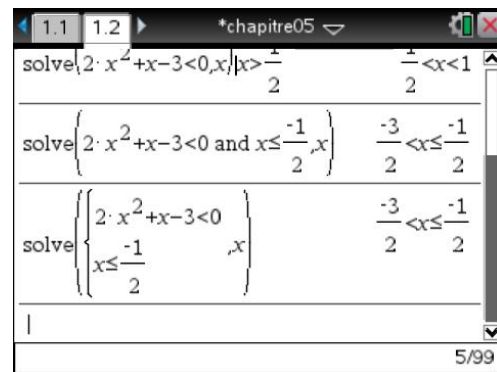 1.1 1.2 *chapitre05
solve(2·x²+x−3<0,x)|x>1/2 1/2<x<1
solve(2·x²+x−3<0 and x≤-1/2,x) -3/2<x≤-1/2
solve({2·x²+x−3<0
x≤-1/2 ,x) -3/2<x≤-1/2
5/99